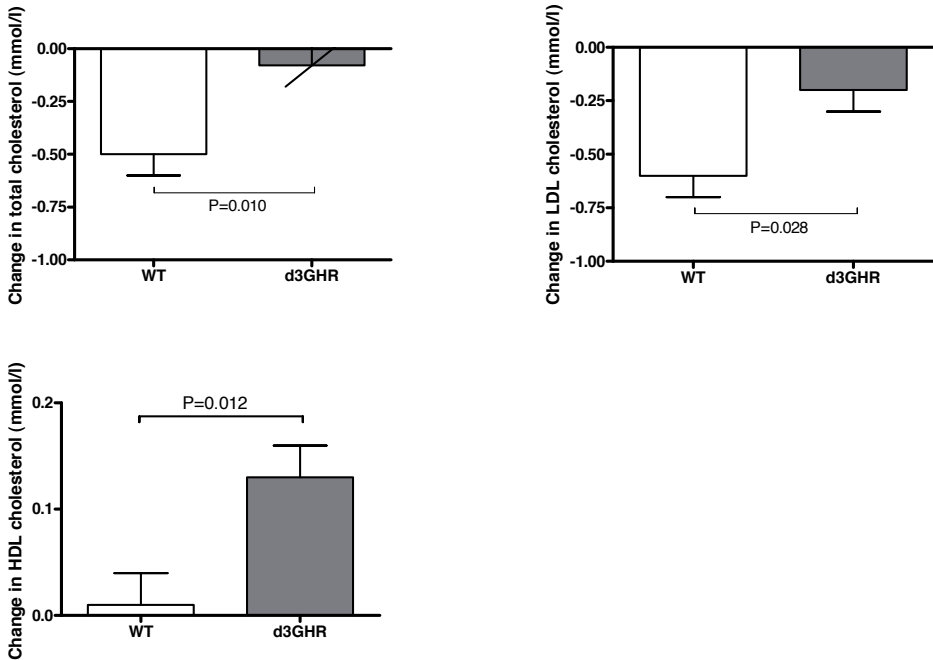 Change in total cholesterol (mmol/l)
0.00
-0.25
-0.50
-0.75
-1.00
P=0.010
WT d3GHR
Change in LDL cholesterol (mmol/l)
0.00
-0.25
-0.50
-0.75
-1.00
P=0.028
WT d3GHR
Change in HDL cholesterol (mmol/l)
0.2
0.1
0.0
P=0.012
WT d3GHR